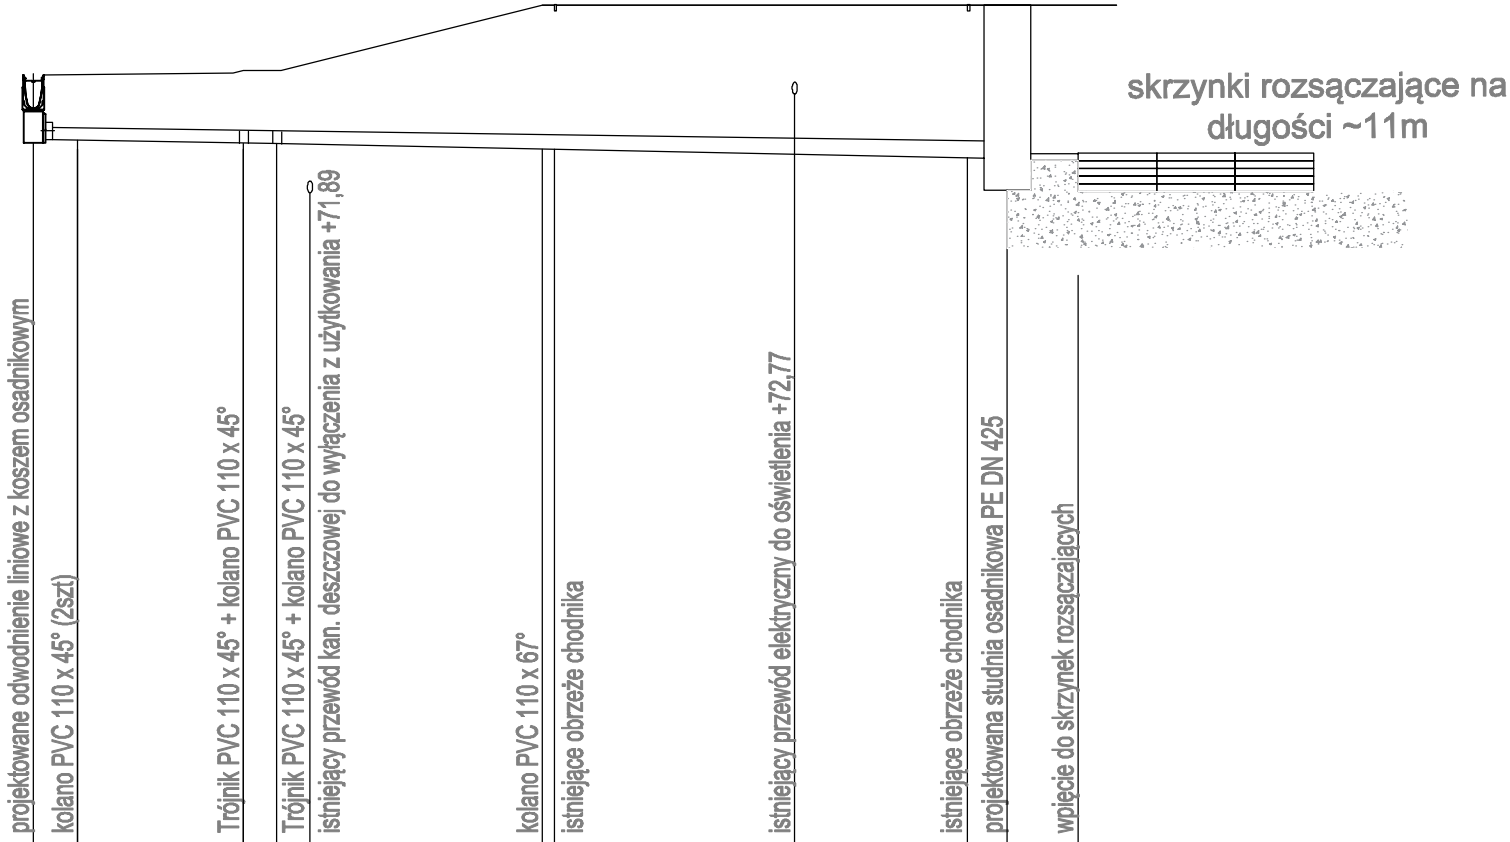 skrzynki rozsączające na
długości ~11m
projektowane odwodnienie liniowe z koszem osadnikowym
kolano PVC 110 x 45° (2szt)
Trójnik PVC 110 x 45° + kolano PVC 110 x 45°
Trójnik PVC 110 x 45° + kolano PVC 110 x 45°
istniejący przewód kan. deszczowej do wyłączenia z użytkowania +71,89
kolano PVC 110 x 67°
istniejące obrzeże chodnika
istniejacy przewód elektryczny do oświetlenia +72,77
istniejące obrzeże chodnika
projektowana studnia osadnikowa PE DN 425
wpięcie do skrzynek rozsączających